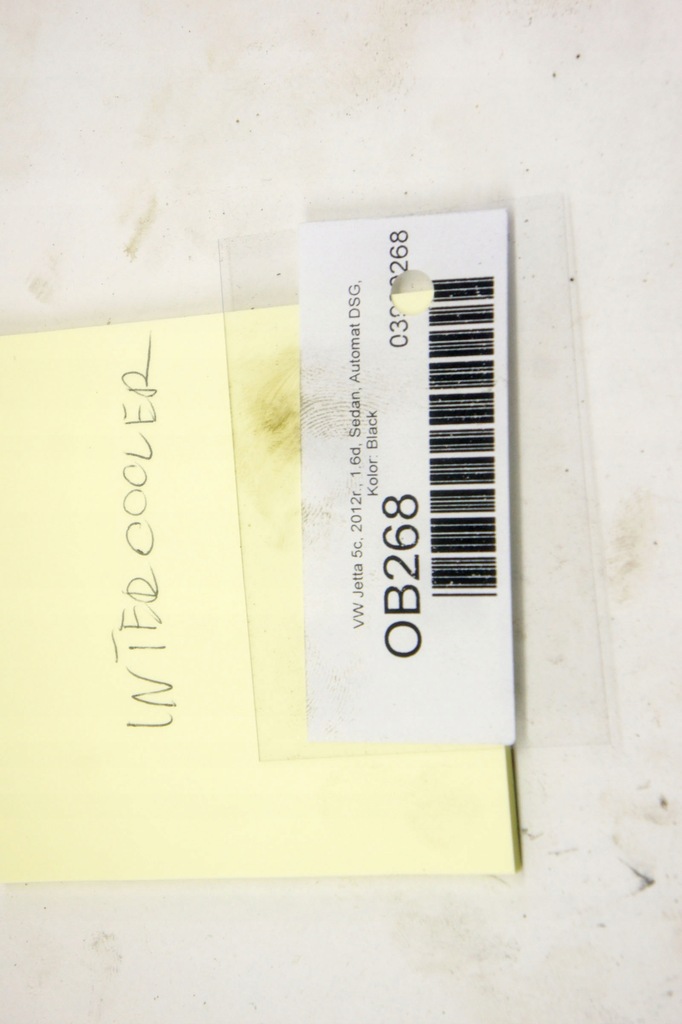 INTERCOOLER
VW Jetta 5c, 2012r., 1.6d, Sedan, Automat DSG,
Kolor: Black
OB268